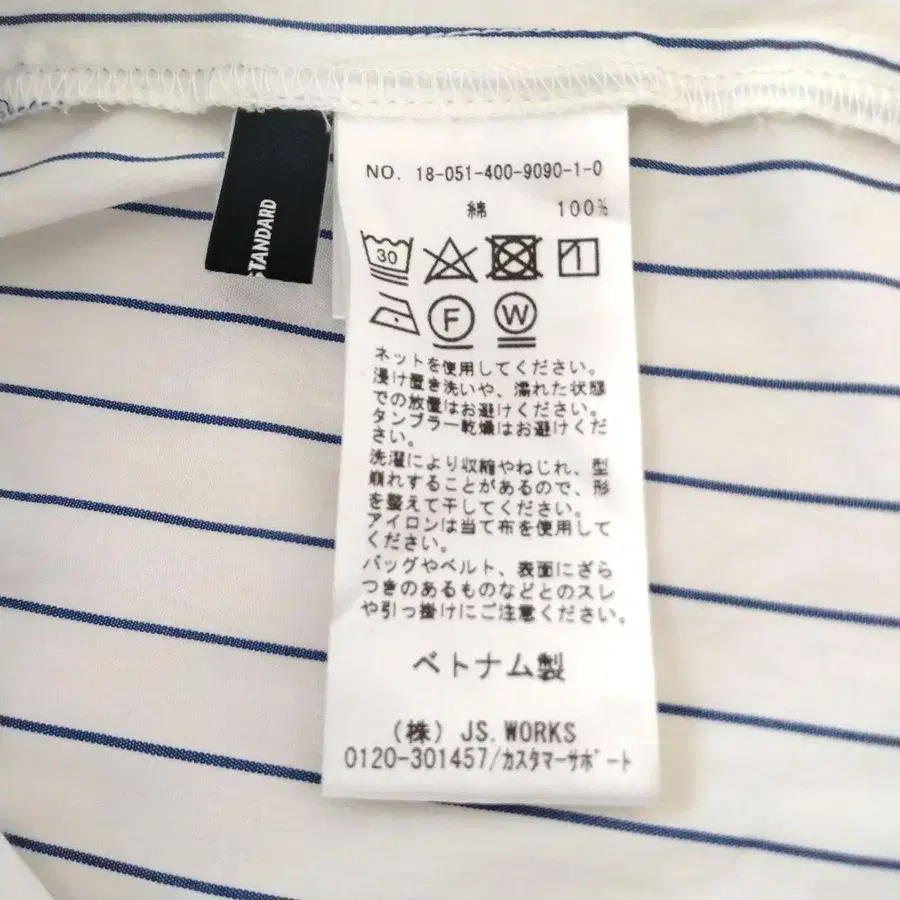 STANDARD
NO. 18-051-400-9090-1-0
綿 100%
30
F W
ネットを使用してください。
浸け置き洗いや、濡れた状態
での放置はお避けください。
タンブラー乾燥はお避けくだ
さい。
洗濯により収縮やねじれ、型
崩れすることがあるので、形
を整えて干してください。
アイロンは当て布を使用して
ください。
バッグやベルト、表面にざら
つきのあるものなどとのスレ
や引っ掛けにご注意ください。
ベトナム製
(株) JS.WORKS
0120-301457/カスタマーサポート